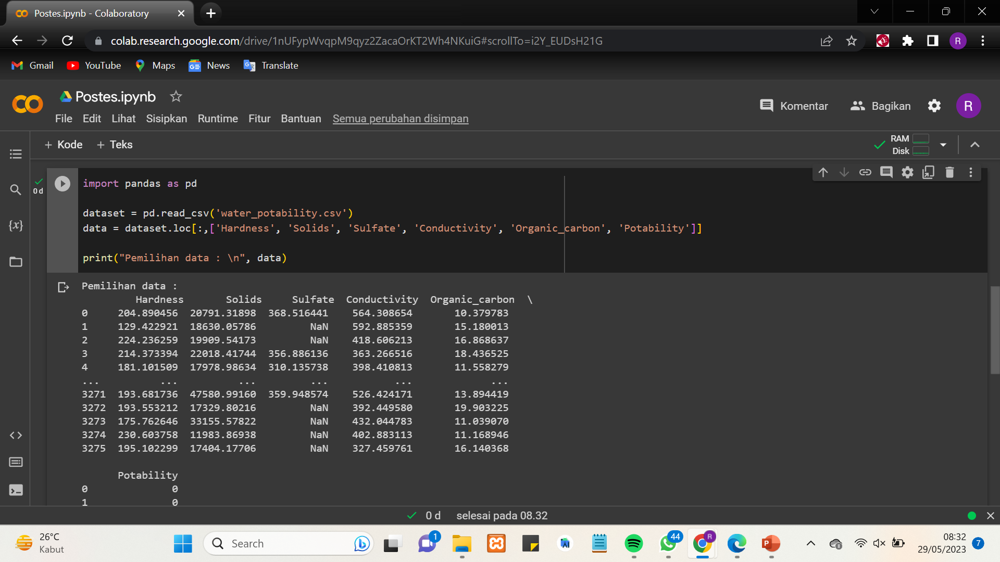 Postes.ipynb - Colaboratory
colab.research.google.com/drive/1nUFypWvqpM9qyz2ZacaOrKT2Wh4NKuiG#scrollTo=i2Y_EUDsH21G
R
Gmail YouTube Maps News Translate
Postes.ipynb
Komentar Bagikan R
File Edit Lihat Sisipkan Runtime Fitur Bantuan Semua perubahan disimpan
+ Kode + Teks
RAM
Disk
0 d
import pandas as pd
dataset = pd.read_csv('water_potability.csv')
data = dataset.loc[:,['Hardness', 'Solids', 'Sulfate', 'Conductivity', 'Organic_carbon', 'Potability']]
print("Pemilihan data : \n", data)
{x}
Pemilihan data :
Hardness Solids Sulfate Conductivity Organic_carbon \
0 204.890456 20791.31898 368.516441 564.308654 10.379783
1 129.422921 18630.05786 NaN 592.885359 15.180013
2 224.236259 19909.54173 NaN 418.606213 16.868637
3 214.373394 22018.41744 356.886136 363.266516 18.436525
4 181.101509 17978.98634 310.135738 398.410813 11.558279
... ... ... ... ... ...
3271 193.681736 47580.99160 359.948574 526.424171 13.894419
3272 193.553212 17329.80216 NaN 392.449580 19.903225
3273 175.762646 33155.57822 NaN 432.044783 11.039070
3274 230.603758 11983.86938 NaN 402.883113 11.168946
3275 195.102299 17404.17706 NaN 327.459761 16.140368
Potability
0 0
1 0
0 d selesai pada 08.32
26°C
Kabut
Search
1
44
R
P
08:32
29/05/2023
7